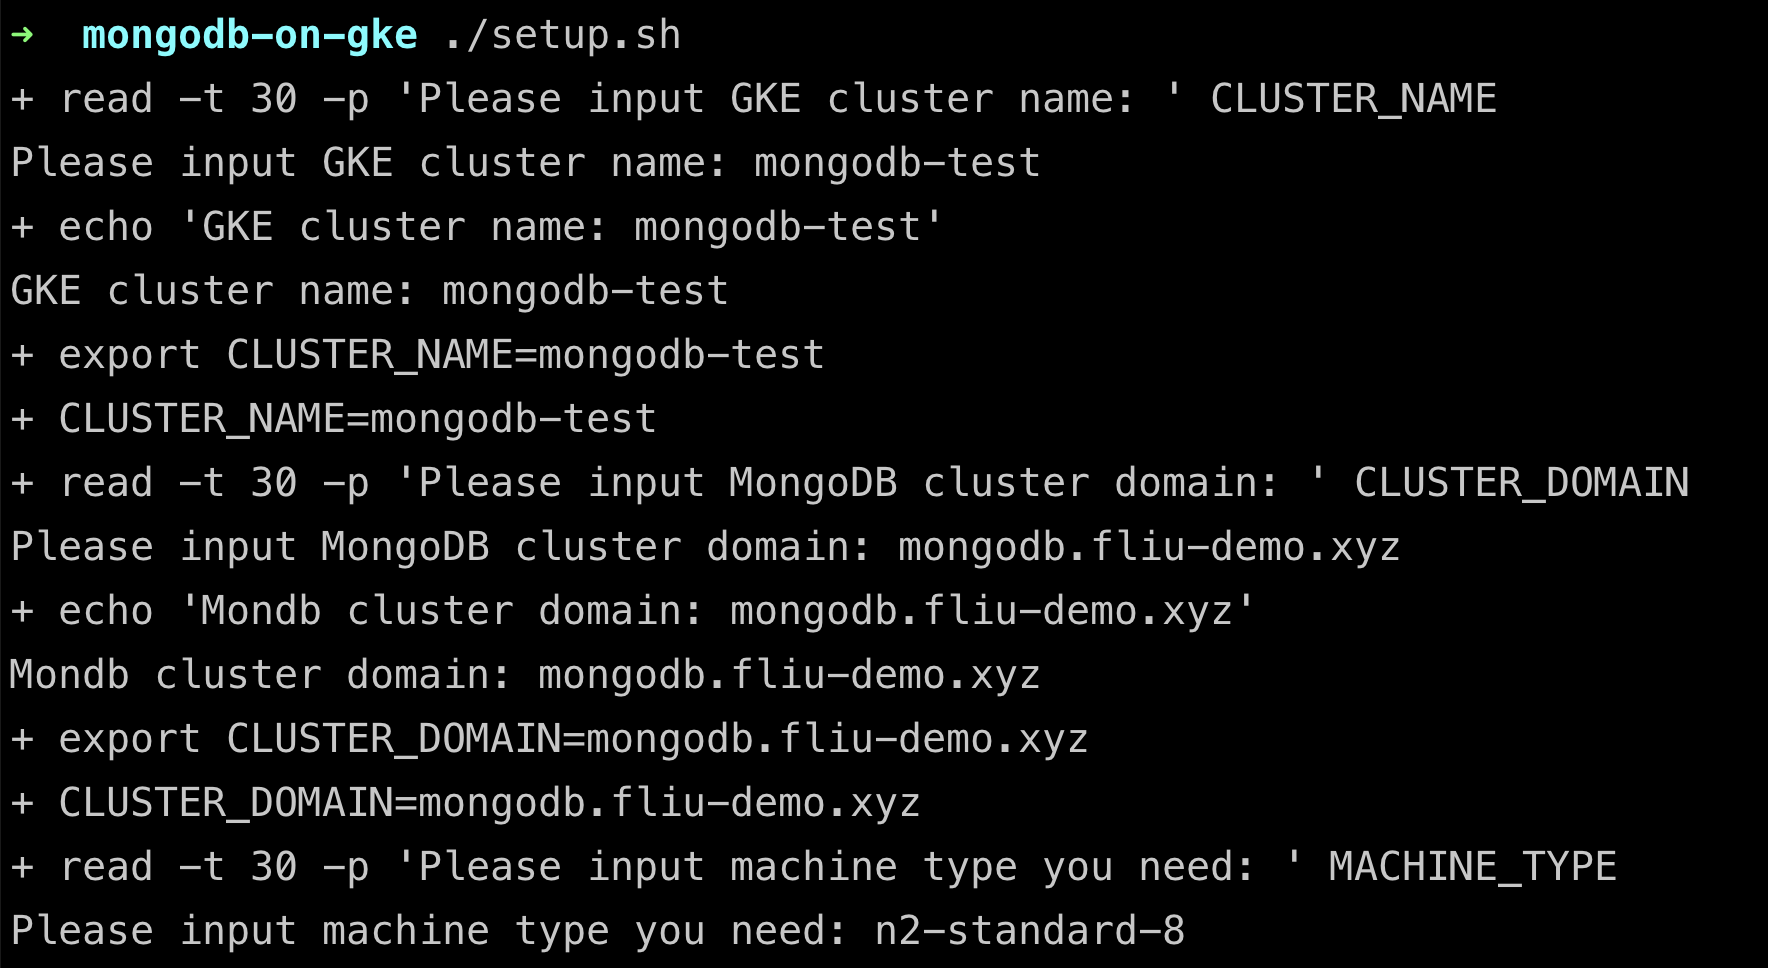 ➜  mongodb-on-gke ./setup.sh
+ read -t 30 -p 'Please input GKE cluster name: ' CLUSTER_NAME
Please input GKE cluster name: mongodb-test
+ echo 'GKE cluster name: mongodb-test'
GKE cluster name: mongodb-test
+ export CLUSTER_NAME=mongodb-test
+ CLUSTER_NAME=mongodb-test
+ read -t 30 -p 'Please input MongoDB cluster domain: ' CLUSTER_DOMAIN
Please input MongoDB cluster domain: mongodb.fliu-demo.xyz
+ echo 'Mondb cluster domain: mongodb.fliu-demo.xyz'
Mondb cluster domain: mongodb.fliu-demo.xyz
+ export CLUSTER_DOMAIN=mongodb.fliu-demo.xyz
+ CLUSTER_DOMAIN=mongodb.fliu-demo.xyz
+ read -t 30 -p 'Please input machine type you need: ' MACHINE_TYPE
Please input machine type you need: n2-standard-8